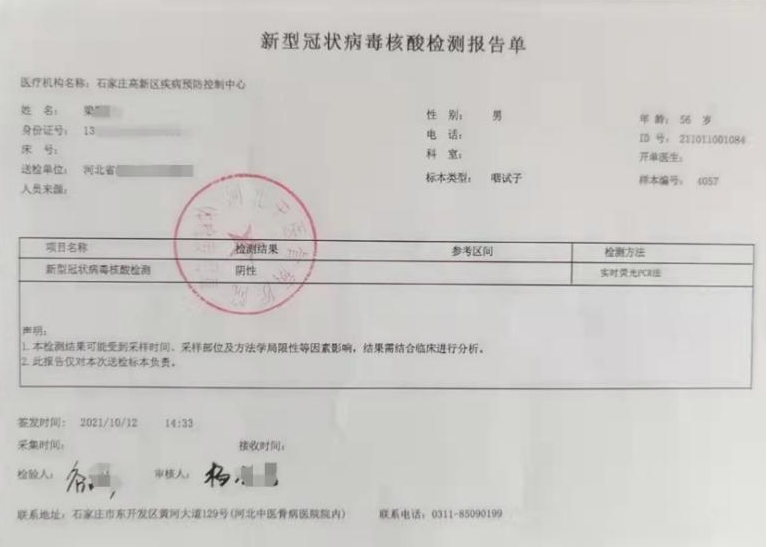 新型冠状病毒核酸检测报告单
医疗机构名称：石家庄高新区疾病预防控制中心
姓 名： 梁 性 别： 男 年 龄： 56 岁
身份证号： 13 电 话： ID 号： 211011001084
床 号： 科 室： 开单医生：
送检单位： 河北省 标本类型： 咽试子 样本编号： 4057
人员来源：
项目名称 检测结果 参考区间 检测方法
新型冠状病毒核酸检测 阴性 实时荧光PCR法
声明：
1. 本检测结果可能受到采样时间、采样部位及方法学局限性等因素影响，结果需结合临床进行分析。
2. 此报告仅对本次送检标本负责。
签发时间： 2021/10/12 14:33
采集时间： 接收时间：
检验人： 审核人： 杨
联系地址：石家庄市东开发区黄河大道129号(河北中医骨病医院院内) 联系电话：0311-85090199